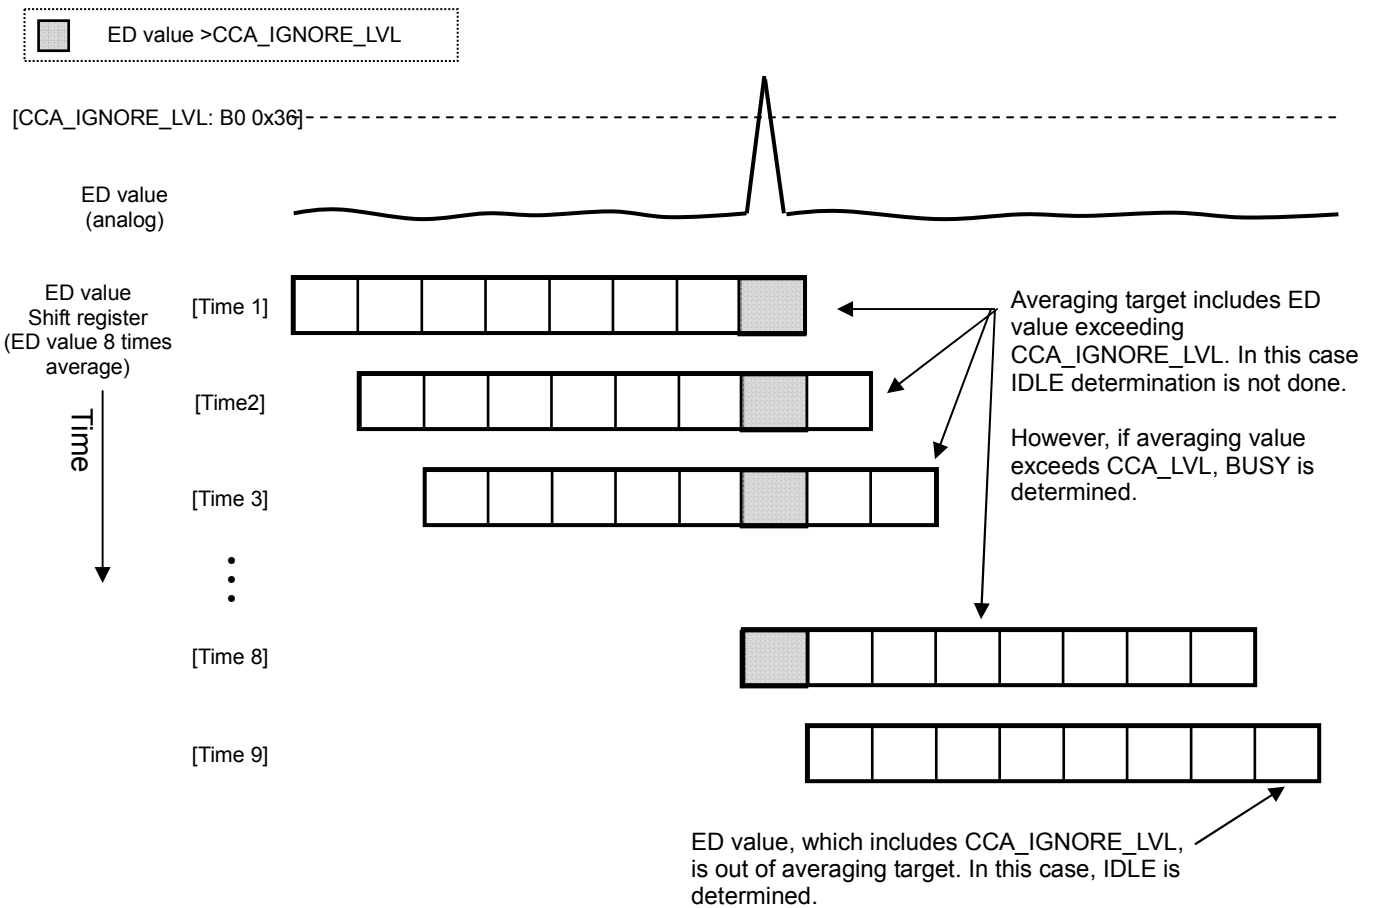 ED value >CCA_IGNORE_LVL
[CCA_IGNORE_LVL: B0 0x36]
ED value
(analog)
ED value
Shift register
(ED value 8 times
average)
Time
[Time 1]
[Time2]
[Time 3]
[Time 8]
[Time 9]
Averaging target includes ED
value exceeding
CCA_IGNORE_LVL. In this case
IDLE determination is not done.
However, if averaging value
exceeds CCA_LVL, BUSY is
determined.
ED value, which includes CCA_IGNORE_LVL,
is out of averaging target. In this case, IDLE is
determined.